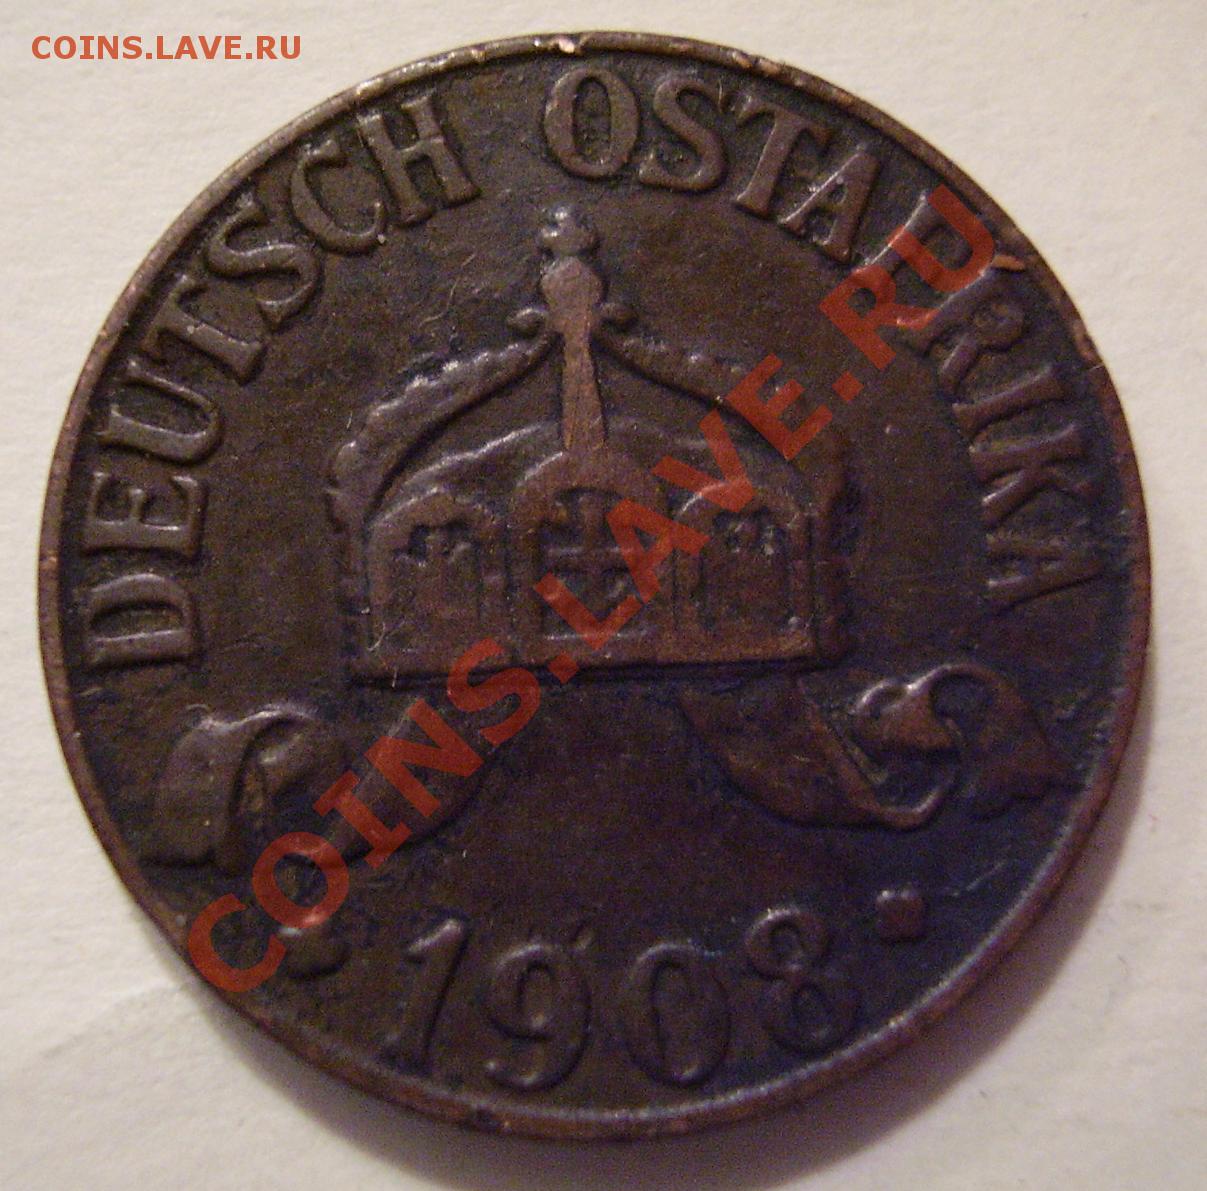 COINS.LAVE.RU
DEUTSCH OSTAFRIKA
COINS.LAVE.RU
1908